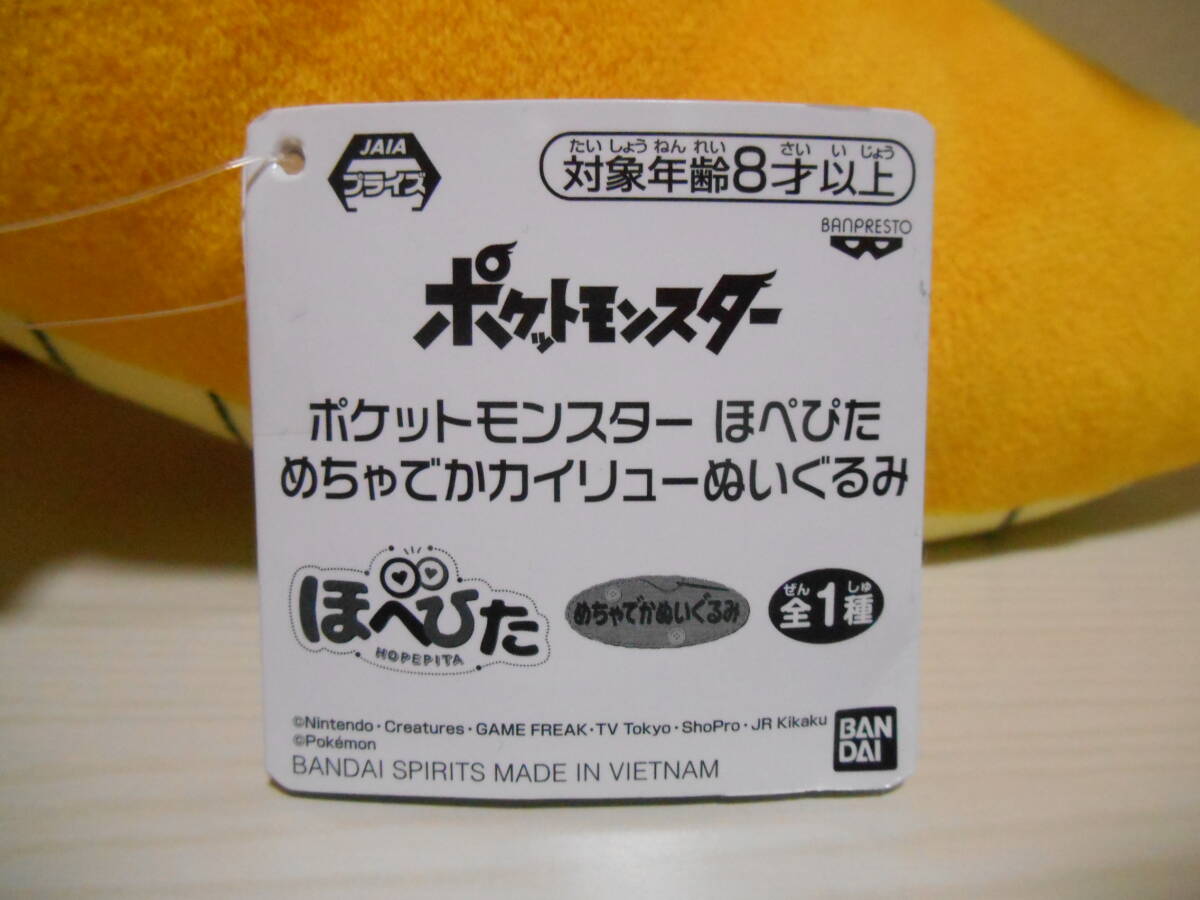 JAIA
プライズ
たいしょうねんれい さいいじょう
対象年齢8才以上
BANPRESTO
ポケットモンスター
ポケットモンスター ほぺぴた
めちゃでかカイリューぬいぐるみ
ほぺぴた
HOPEPITA
めちゃでかぬいぐるみ
ぜん しゅ
全1種
©Nintendo・Creatures・GAME FREAK・TV Tokyo・ShoPro・JR Kikaku
©Pokémon
BANDAI SPIRITS MADE IN VIETNAM
BAN
DAI